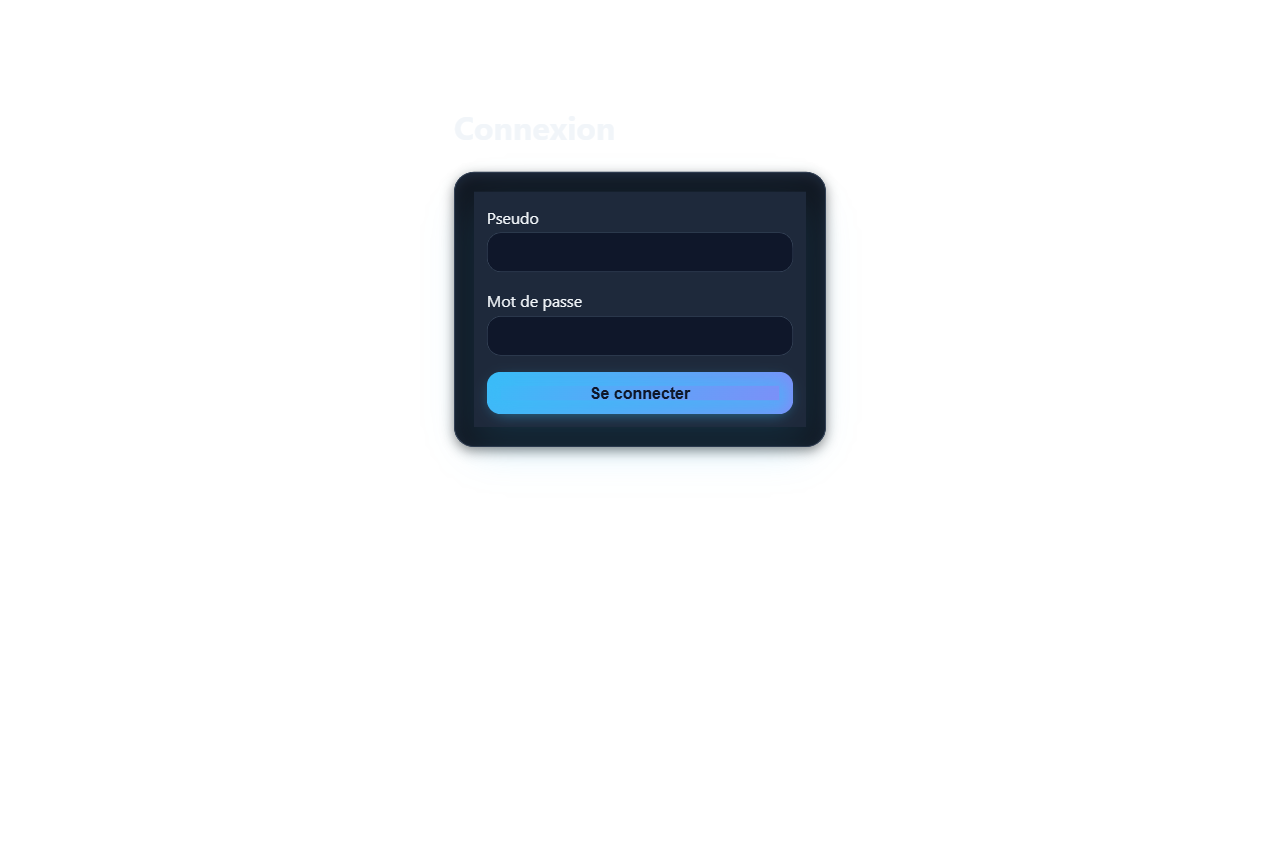 Connexion
Pseudo
Mot de passe
Se connecter